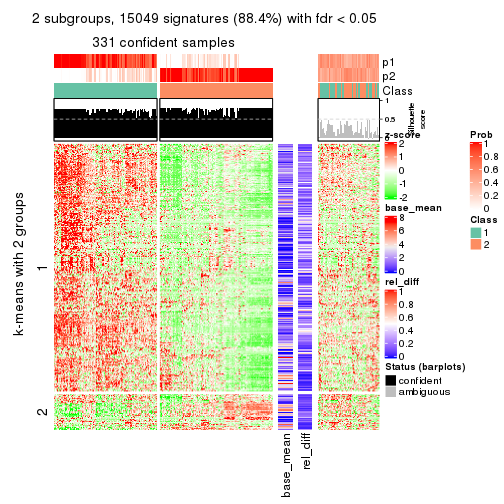 2 subgroups, 15049 signatures (88.4%) with fdr < 0.05
331 confident samples
p1
p2
Class
1
0.5
0
Silhouette
score
k-means with 2 groups
1
2
base_mean
rel_diff
z-score
2
1
0
-1
-2
base_mean
8
6
4
2
0
rel_diff
1
0.8
0.6
0.4
0.2
0
Status (barplots)
confident
ambiguous
Prob
1
0.8
0.6
0.4
0.2
0
Class
1
2